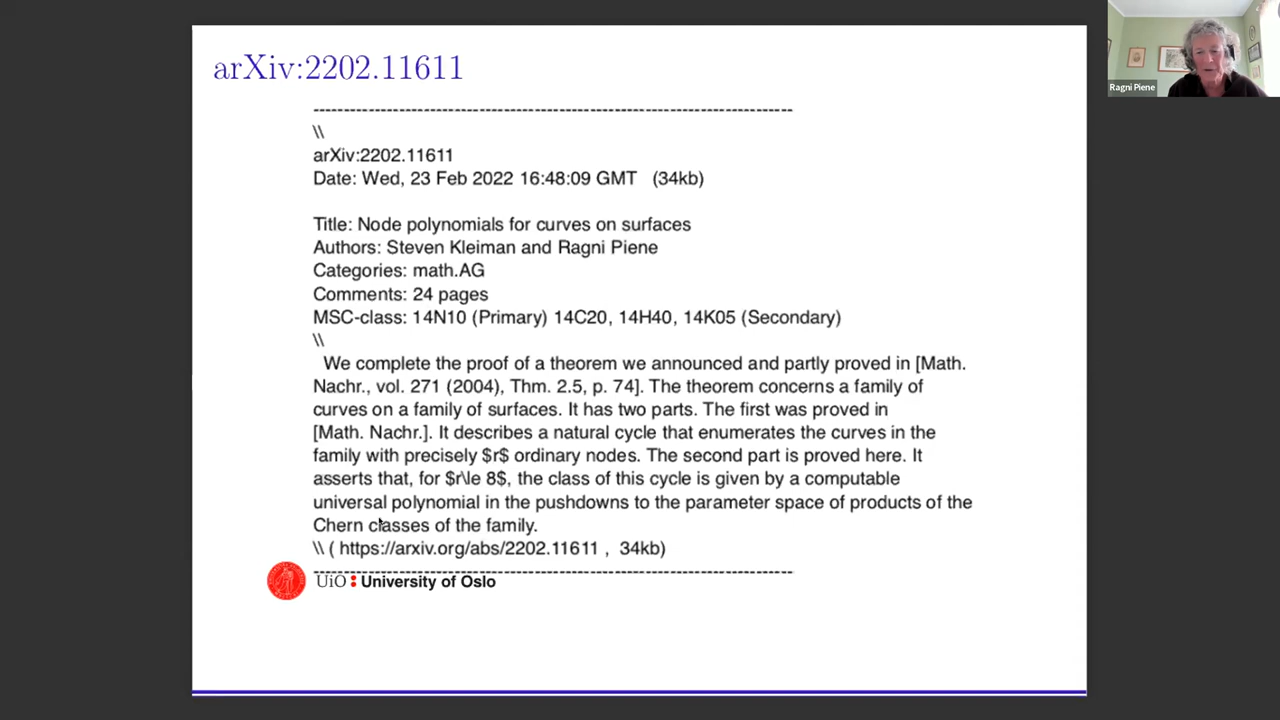 arXiv:2202.11611
--------------------------------------------------------------------------------
\\
arXiv:2202.11611
Date: Wed, 23 Feb 2022 16:48:09 GMT (34kb)
Title: Node polynomials for curves on surfaces
Authors: Steven Kleiman and Ragni Piene
Categories: math.AG
Comments: 24 pages
MSC-class: 14N10 (Primary) 14C20, 14H40, 14K05 (Secondary)
\\
We complete the proof of a theorem we announced and partly proved in [Math.
Nachr., vol. 271 (2004), Thm. 2.5, p. 74]. The theorem concerns a family of
curves on a family of surfaces. It has two parts. The first was proved in
[Math. Nachr.]. It describes a natural cycle that enumerates the curves in the
family with precisely $r$ ordinary nodes. The second part is proved here. It
asserts that, for $r\le 8$, the class of this cycle is given by a computable
universal polynomial in the pushdowns to the parameter space of products of the
Chern classes of the family.
\\ ( https://arxiv.org/abs/2202.11611 , 34kb)
--------------------------------------------------------------------------------
UiO : University of Oslo
Ragni Piene